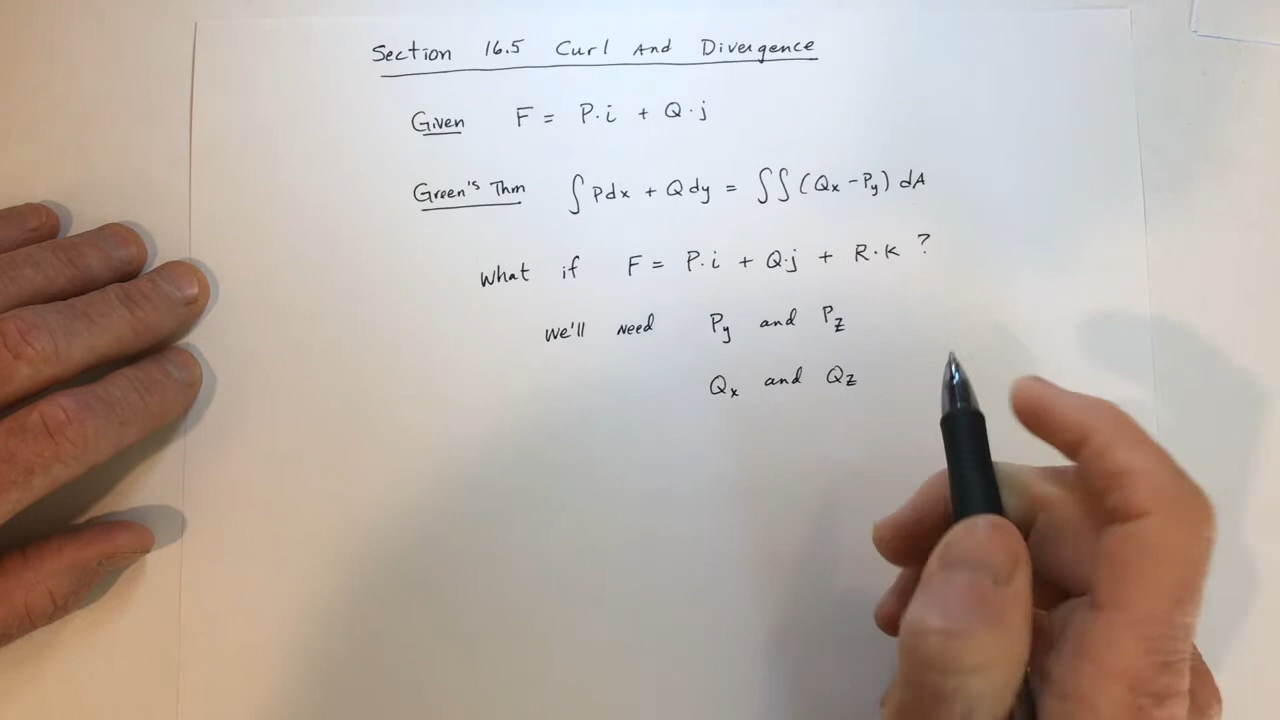 Section 16.5 Curl And Divergence
Given F = P·i + Q·j
Green's Thm ∫ Pdx + Qdy = ∫∫ (Qx - Py) dA
What if F = P·i + Q·j + R·k ?
We'll need Py and Pz
Qx and Qz